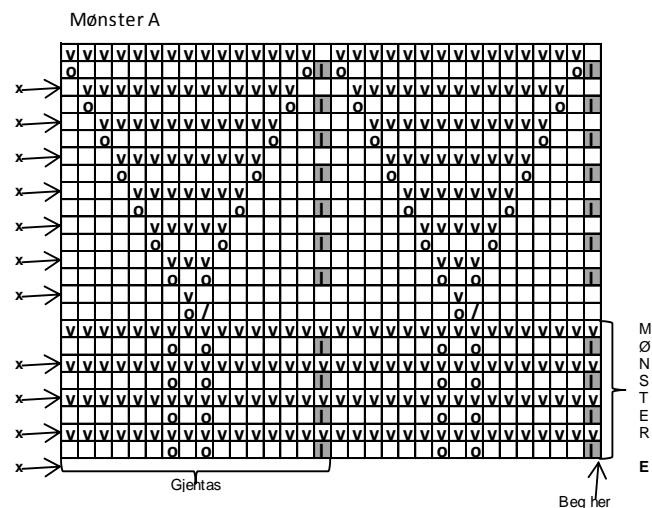 Mønster A
v v v v v v v v v v v v v v v v v v v v v v v v v v v v v v
o o I o o I
x v v v v v v v v v v v v v v v v v v v v v v v v v v
o o I o o I
x v v v v v v v v v v v v v v v v v v v v v v
o o I o o I
x v v v v v v v v v v v v v v v v v v
o o I o o I
x v v v v v v v v v v v v v v
o o I o o I
x v v v v v v v v v v
o o I o o I
x v v v v v v
o o I o o I
x v v
o / o /
v v v v v v v v v v v v v v v v v v v v v v v v v v v v v v v v
o o I o o I
x v v v v v v v v v v v v v v v v v v v v v v v v v v v v v v v v
o o I o o I
x v v v v v v v v v v v v v v v v v v v v v v v v v v v v v v v v
o o I o o I
x v v v v v v v v v v v v v v v v v v v v v v v v v v v v v v v v
o o I o o I
x
MØNSTER E
Gjentas
Beg her